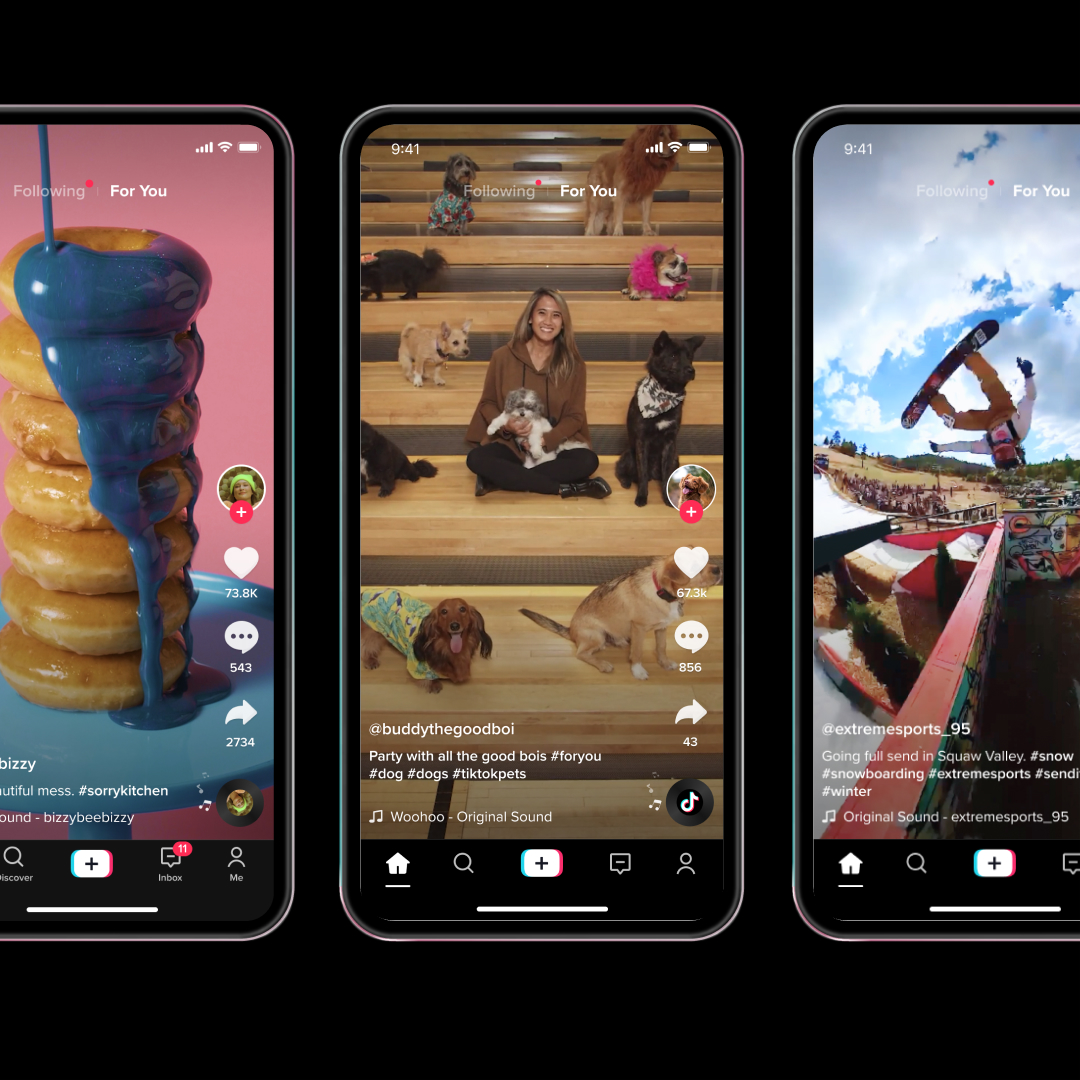 Following
For You
73.8K
543
2734
bizzy
utiful mess. #sorrykitchen
ound - bizzybeebizzy
iscover
11
Inbox
Me
9:41
Following
For You
67.3k
856
43
@buddythegoodboi
Party with all the good bois #foryou
#dog #dogs #tiktokpets
Woohoo - Original Sound
9:41
Following
For You
@extremesports_95
Going full send in Squaw Valley. #snow
#snowboarding #extremesports #sendi
#winter
Original Sound - extremesports_95